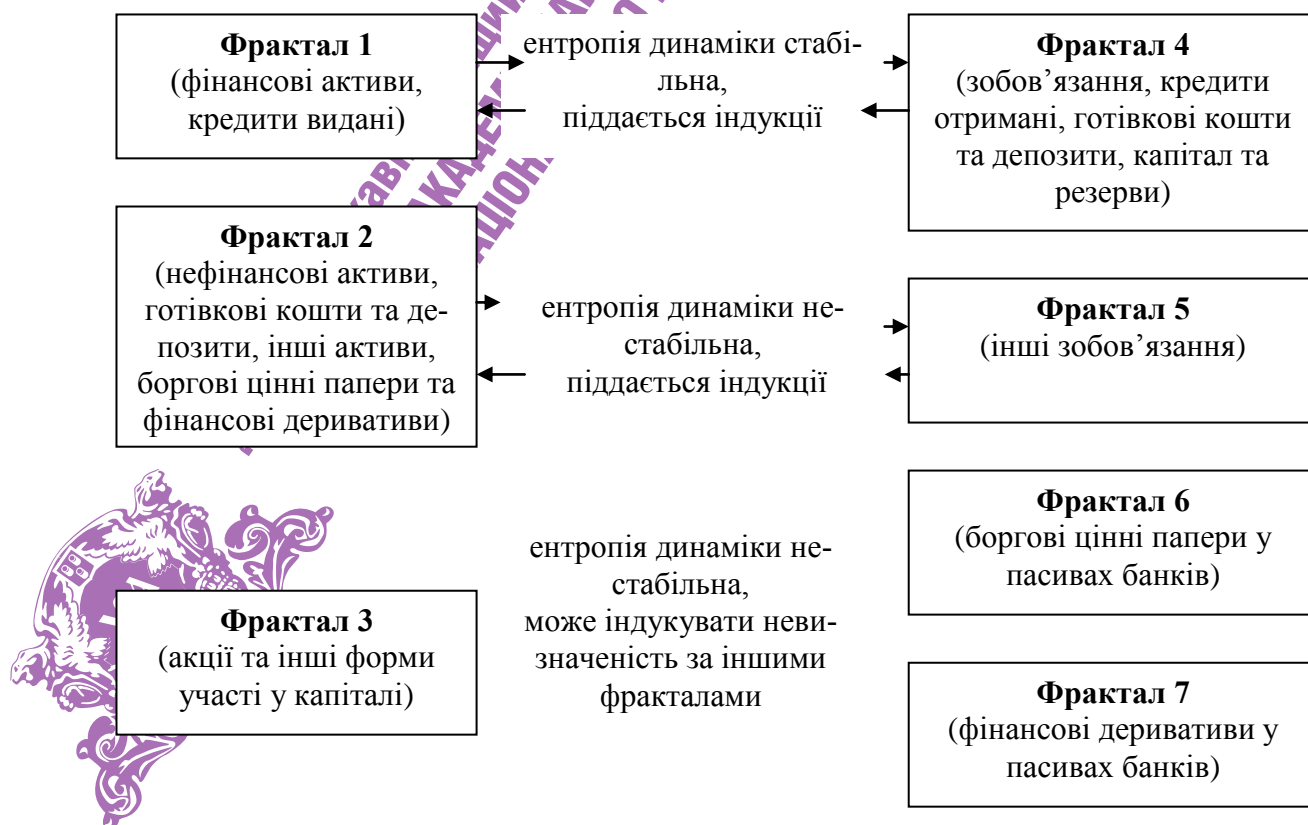 Фрактал 1
(фінансові активи,
кредити видані)
ентропія динаміки стабі-
льна,
піддається індукції
Фрактал 4
(зобов’язання, кредити
отримані, готівкові кошти
та депозити, капітал та
резерви)
Фрактал 2
(нефінансові активи,
готівкові кошти та де-
позити, інші активи,
боргові цінні папери та
фінансові деривативи)
ентропія динаміки не-
стабільна,
піддається індукції
Фрактал 5
(інші зобов’язання)
Фрактал 3
(акції та інші форми
участі у капіталі)
ентропія динаміки не-
стабільна,
може індукувати неви-
значеність за іншими
фракталами
Фрактал 6
(боргові цінні папери у
пасивах банків)
Фрактал 7
(фінансові деривативи у
пасивах банків)